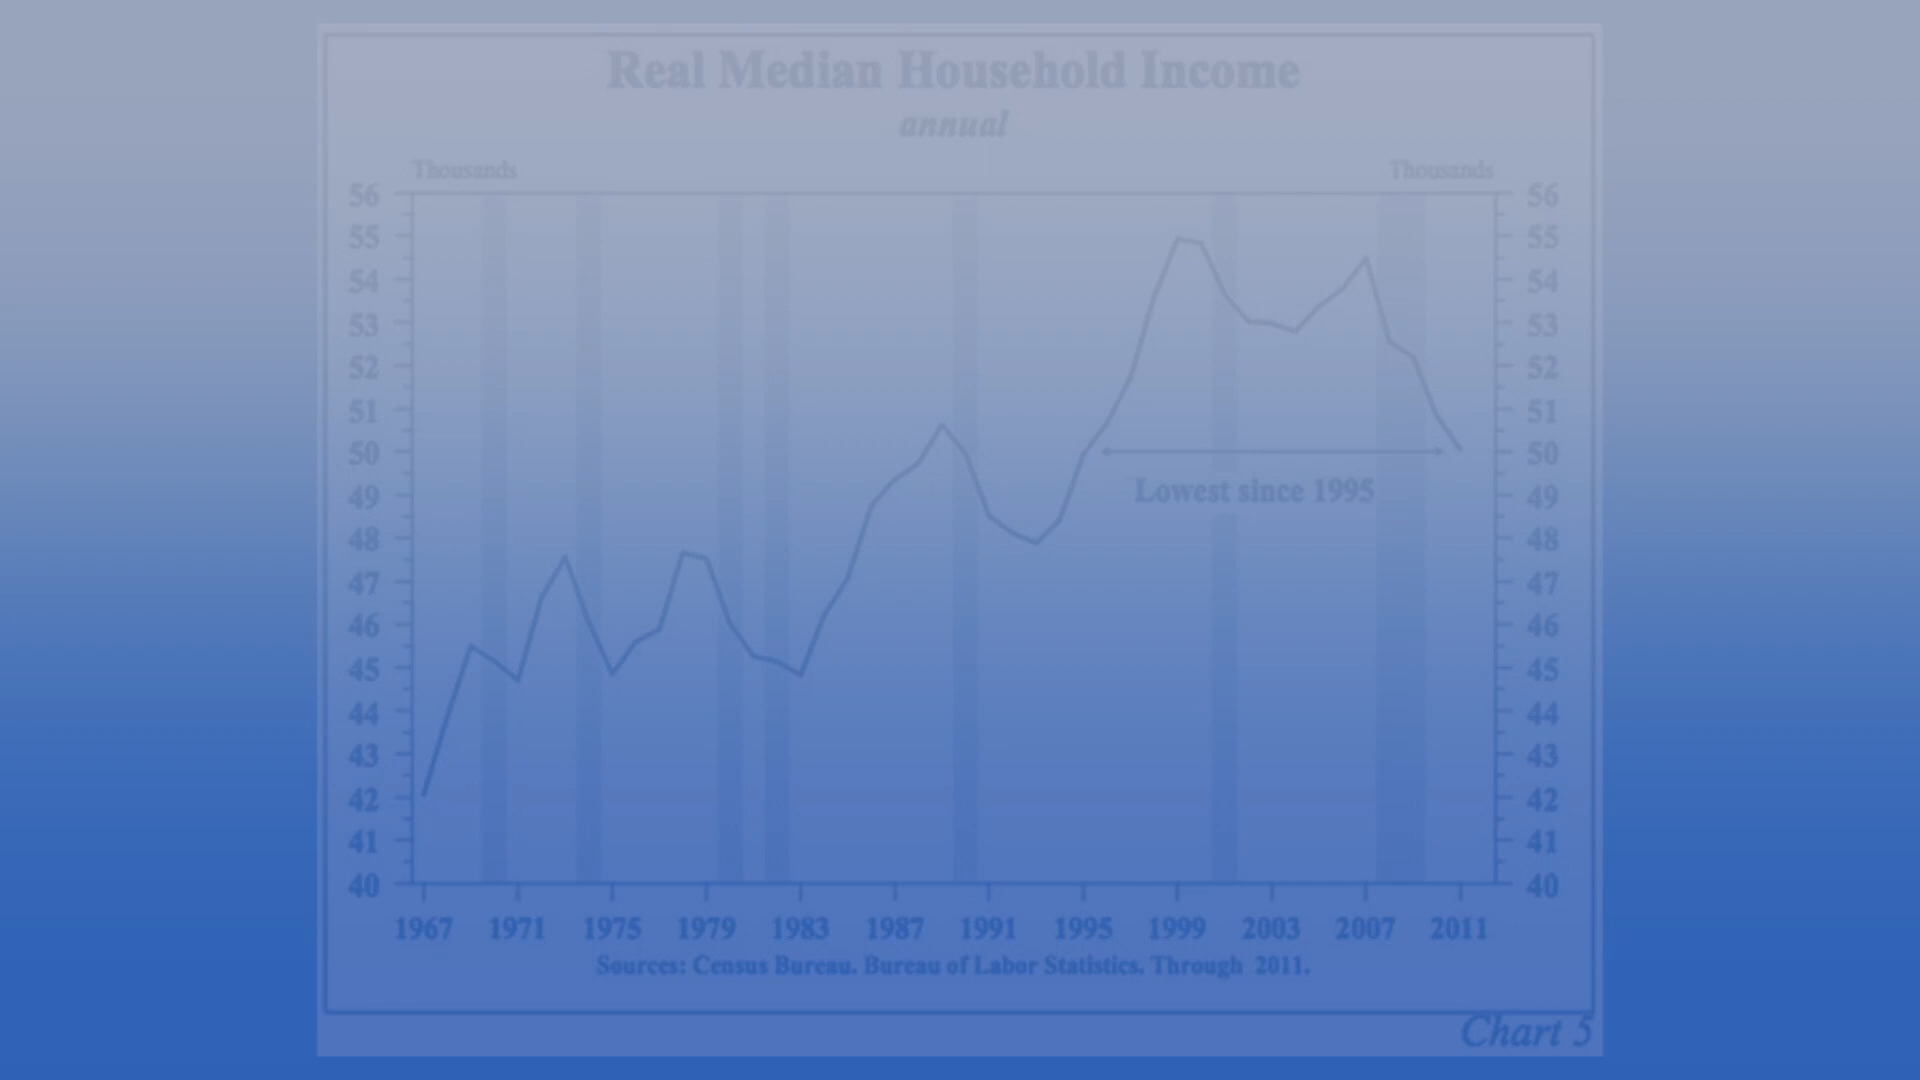 Real Median Household Income
annual
Thousands Thousands
56 56
55 55
54 54
53 53
52 52
51 51
50 50
Lowest since 1995
49 49
48 48
47 47
46 46
45 45
44 44
43 43
42 42
41 41
40 40
1967 1971 1975 1979 1983 1987 1991 1995 1999 2003 2007 2011
Sources: Census Bureau. Bureau of Labor Statistics. Through 2011.
Chart 5